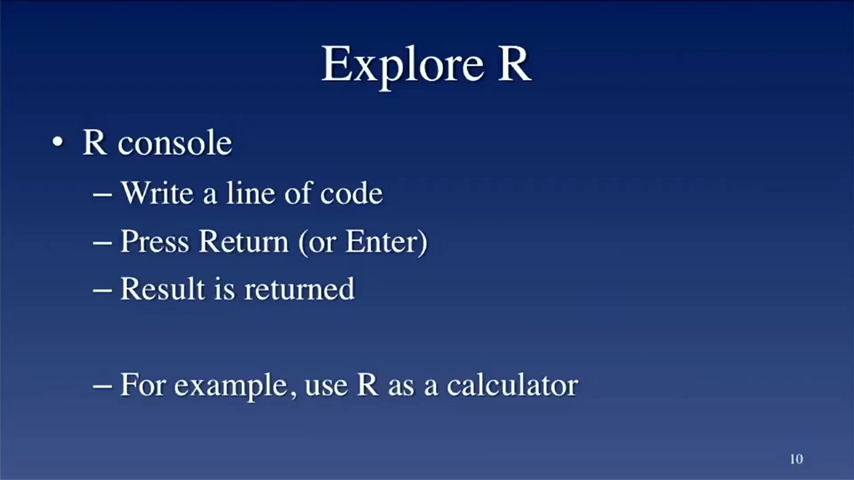 Explore R
• R console
– Write a line of code
– Press Return (or Enter)
– Result is returned
– For example, use R as a calculator
10